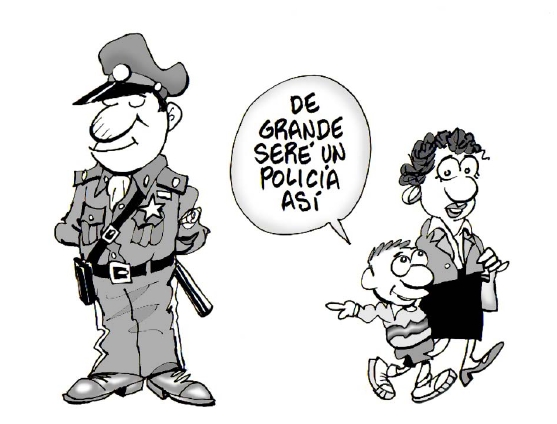 DE
GRANDE
SERÉ UN
POLICÍA
ASÍ